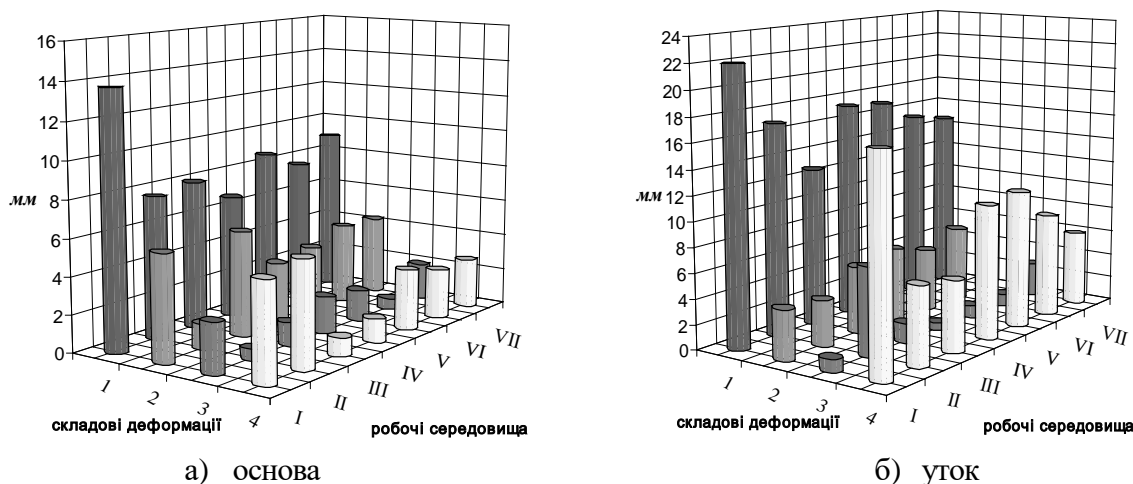 16
14
12
10
8
6
4
2
0
мм
1
2
3
4
I
II
III
IV
V
VI
VII
складові деформації
робочі середовища
а) основа
24
22
20
18
16
14
12
10
8
6
4
2
0
мм
1
2
3
4
I
II
III
IV
V
VI
VII
складові деформації
робочі середовища
б) уток